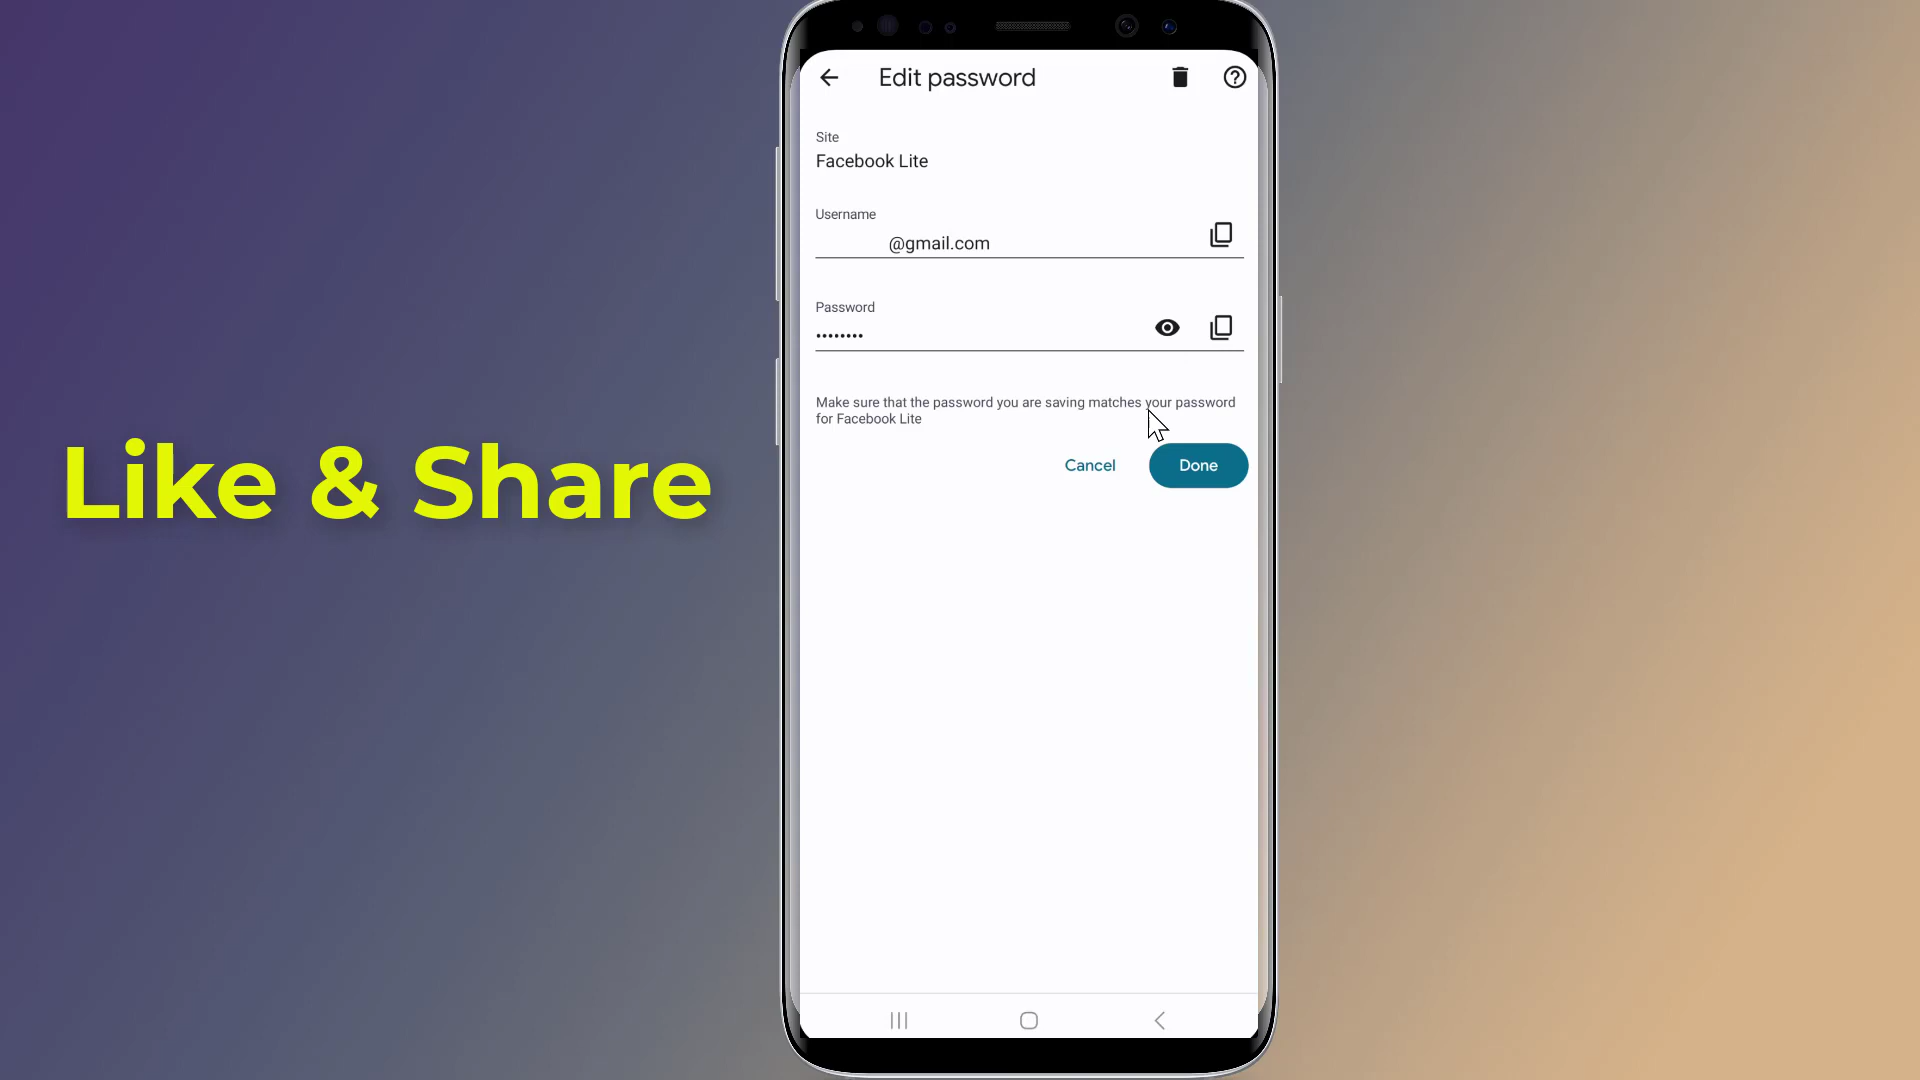 Edit password
Site
Facebook Lite
Username
@gmail.com
Password
••••••••
Make sure that the password you are saving matches your password
for Facebook Lite
Cancel
Done
Like & Share